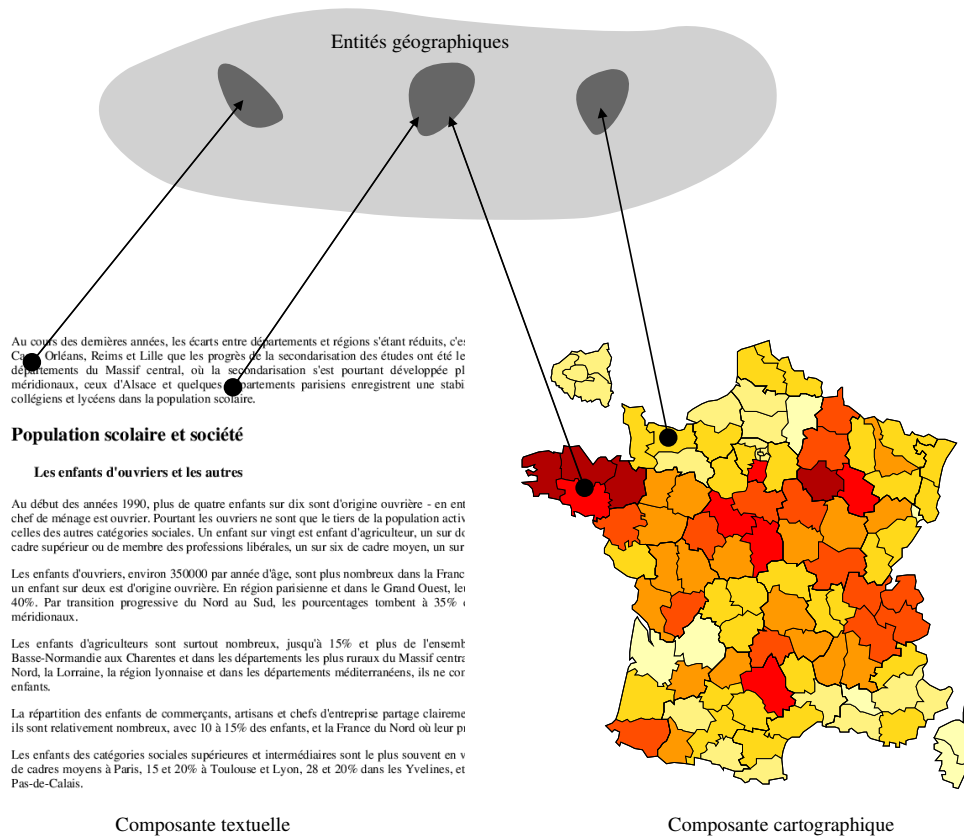 Entités géographiques
Au cours des dernières années, les écarts entre départements et régions s'étant réduits, c'es
Orléans, Reims et Lille que les progrès de la secondarisation des études ont été le
départements du Massif central, où la secondarisation s'est pourtant développée pl
méridionaux, ceux d'Alsace et quelques départements parisiens enregistrent une stabi
collégiens et lycéens dans la population scolaire.
Population scolaire et société
Les enfants d'ouvriers et les autres
Au début des années 1990, plus de quatre enfants sur dix sont d'origine ouvrière - en ent
chef de ménage est ouvrier. Pourtant les ouvriers ne sont que le tiers de la population activ
celles des autres catégories sociales. Un enfant sur vingt est enfant d'agriculteur, un sur do
cadre supérieur ou de membre des professions libérales, un sur six de cadre moyen, un sur
Les enfants d'ouvriers, environ 350000 par année d'âge, sont plus nombreux dans la Franc
un enfant sur deux est d'origine ouvrière. En région parisienne et dans le Grand Ouest, leu
40%. Par transition progressive du Nord au Sud, les pourcentages tombent à 35%
méridionaux.
Les enfants d'agriculteurs sont surtout nombreux, jusqu'à 15% et plus de l'ensemb
Basse-Normandie aux Charentes et dans les départements les plus ruraux du Massif centra
Nord, la Lorraine, la région lyonnaise et dans les départements méditerranéens, ils ne con
enfants.
La répartition des enfants de commerçants, artisans et chefs d'entreprise partage claireme
ils sont relativement nombreux, avec 10 à 15% des enfants, et la France du Nord où leur pr
Les enfants des catégories sociales supérieures et intermédiaires sont le plus souvent en v
de cadres moyens à Paris, 15 et 20% à Toulouse et Lyon, 28 et 20% dans les Yvelines, et
Pas-de-Calais.
Composante textuelle
Composante cartographique